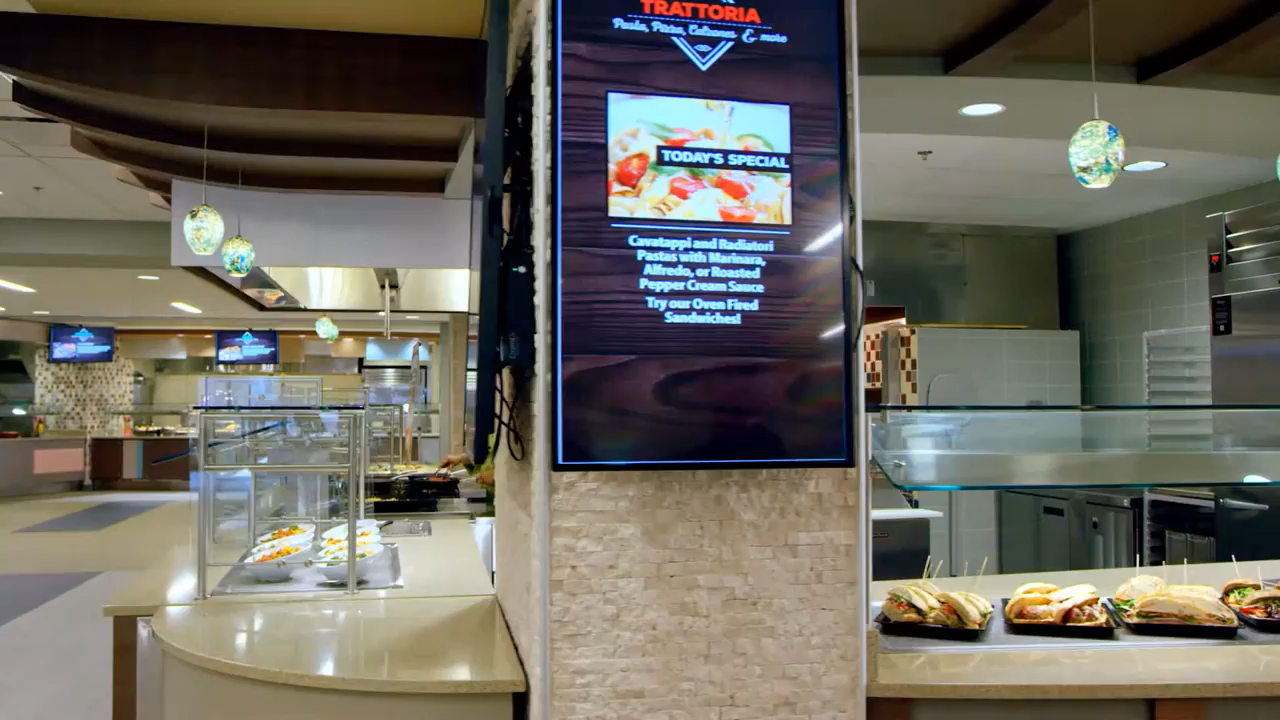 TRATTORIA
Pasta, Pizza, Calzones & more
TODAY'S SPECIAL
Cavatappi and Radiatori
Pastas with Marinara,
Alfredo, or Roasted
Pepper Cream Sauce
Try our Oven Fired
Sandwiches!